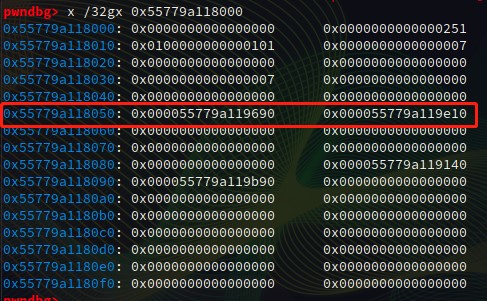 pwndbg> x /32gx 0x55779a118000
0x55779a118000: 0x0000000000000000 0x0000000000000251
0x55779a118010: 0x0100000000000101 0x0000000000000007
0x55779a118020: 0x0000000000000000 0x0000000000000000
0x55779a118030: 0x0000000000000007 0x0000000000000000
0x55779a118040: 0x0000000000000000 0x0000000000000000
0x55779a118050: 0x000055779a119690 0x000055779a119e10
0x55779a118060: 0x0000000000000000 0x0000000000000000
0x55779a118070: 0x0000000000000000 0x0000000000000000
0x55779a118080: 0x0000000000000000 0x000055779a119140
0x55779a118090: 0x000055779a119b90 0x0000000000000000
0x55779a1180a0: 0x0000000000000000 0x0000000000000000
0x55779a1180b0: 0x0000000000000000 0x0000000000000000
0x55779a1180c0: 0x0000000000000000 0x0000000000000000
0x55779a1180d0: 0x0000000000000000 0x0000000000000000
0x55779a1180e0: 0x0000000000000000 0x0000000000000000
0x55779a1180f0: 0x0000000000000000 0x0000000000000000
pwndbg>